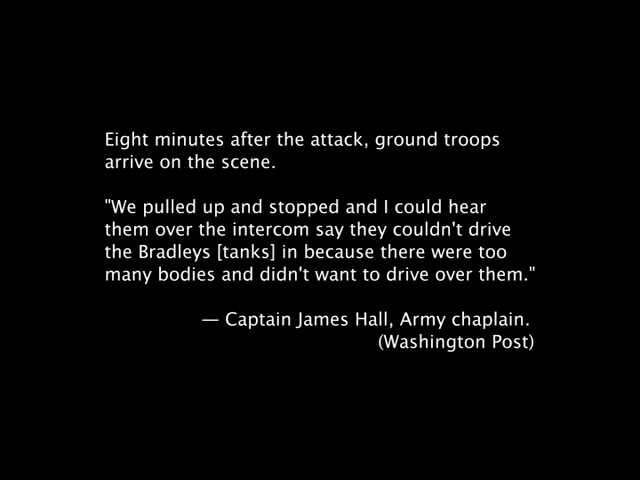 Eight minutes after the attack, ground troops
arrive on the scene.
"We pulled up and stopped and I could hear
them over the intercom say they couldn't drive
the Bradleys [tanks] in because there were too
many bodies and didn't want to drive over them."
— Captain James Hall, Army chaplain.
(Washington Post)